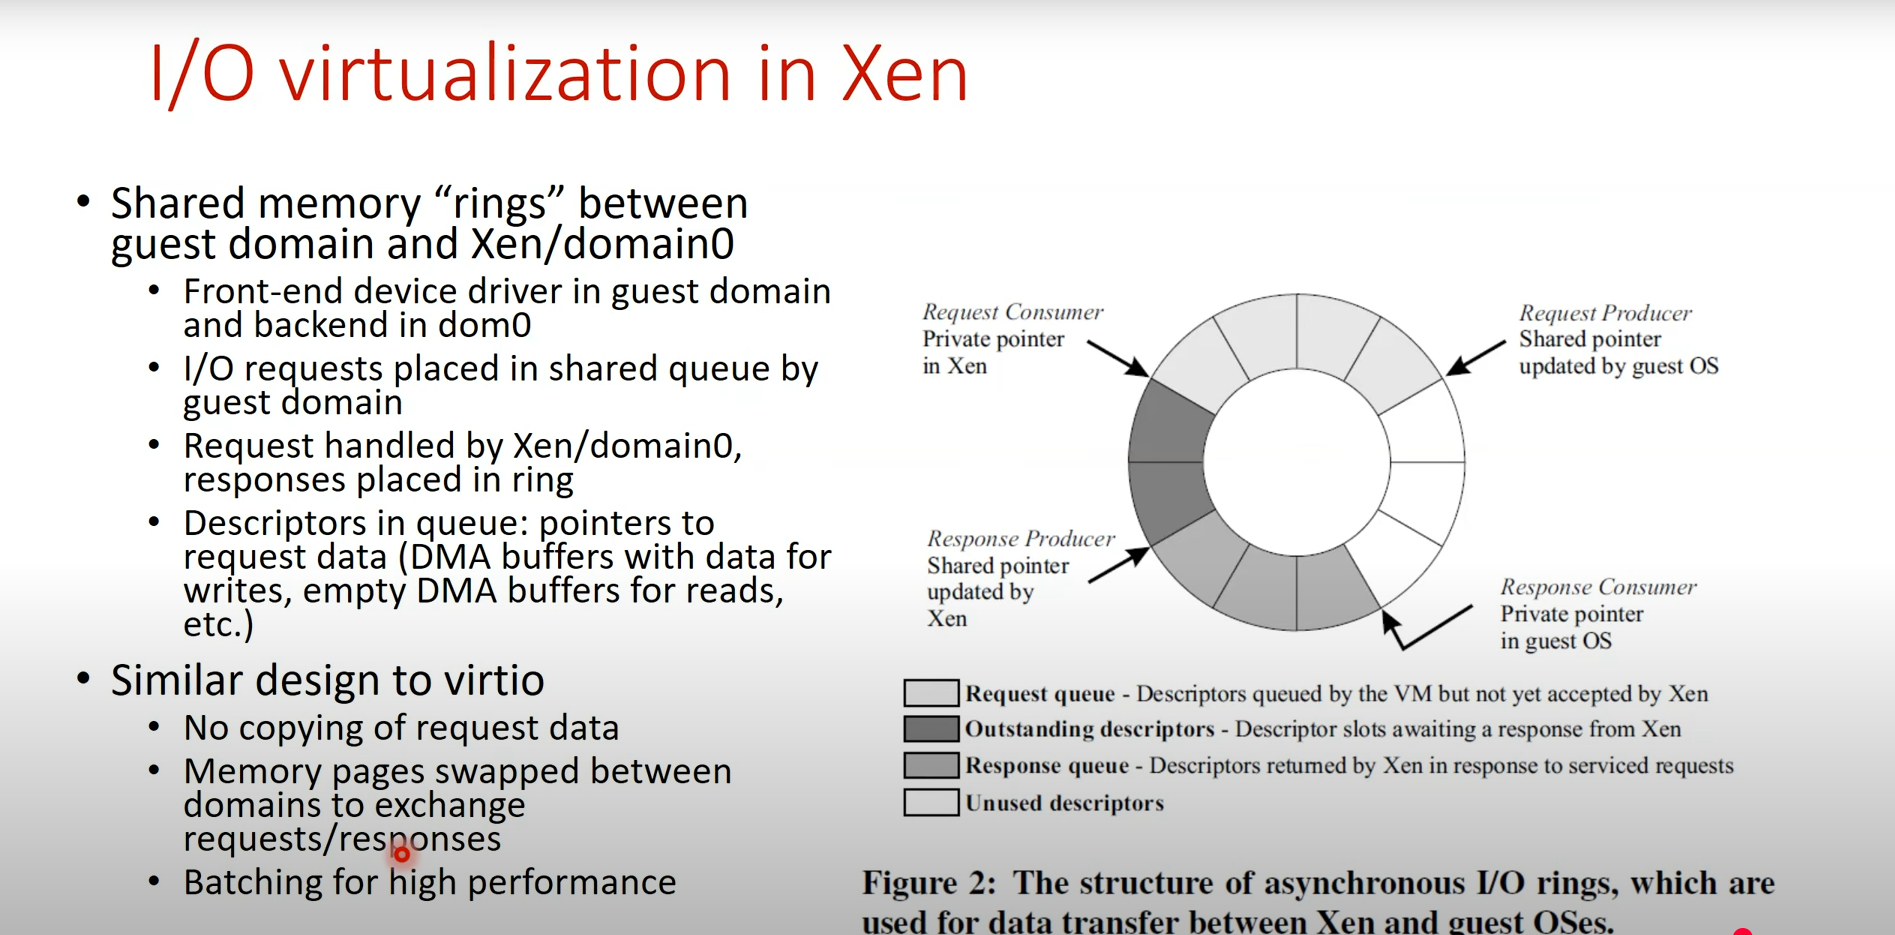 I/O virtualization in Xen
• Shared memory “rings” between
guest domain and Xen/domain0
• Front-end device driver in guest domain
and backend in dom0
• I/O requests placed in shared queue by
guest domain
• Request handled by Xen/domain0,
responses placed in ring
• Descriptors in queue: pointers to
request data (DMA buffers with data for
writes, empty DMA buffers for reads,
etc.)
• Similar design to virtio
• No copying of request data
• Memory pages swapped between
domains to exchange
requests/responses
• Batching for high performance
Request Consumer
Private pointer
in Xen
Request Producer
Shared pointer
updated by guest OS
Response Producer
Shared pointer
updated by
Xen
Response Consumer
Private pointer
in guest OS
Request queue - Descriptors queued by the VM but not yet accepted by Xen
Outstanding descriptors - Descriptor slots awaiting a response from Xen
Response queue - Descriptors returned by Xen in response to serviced requests
Unused descriptors
Figure 2: The structure of asynchronous I/O rings, which are
used for data transfer between Xen and guest OSes.